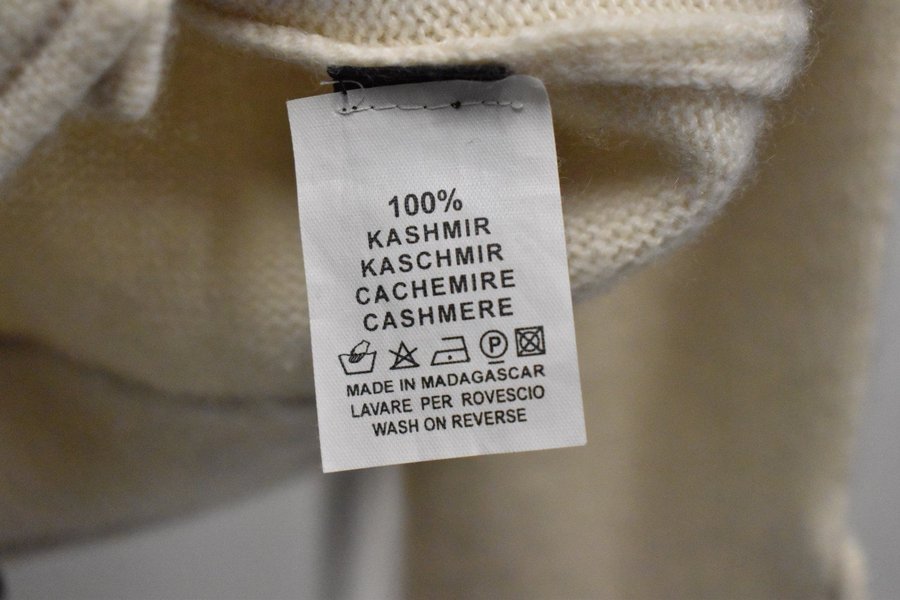 100%
KASHMIR
KASCHMIR
CACHEMIRE
CASHMERE
P
MADE IN MADAGASCAR
LAVARE PER ROVESCIO
WASH ON REVERSE